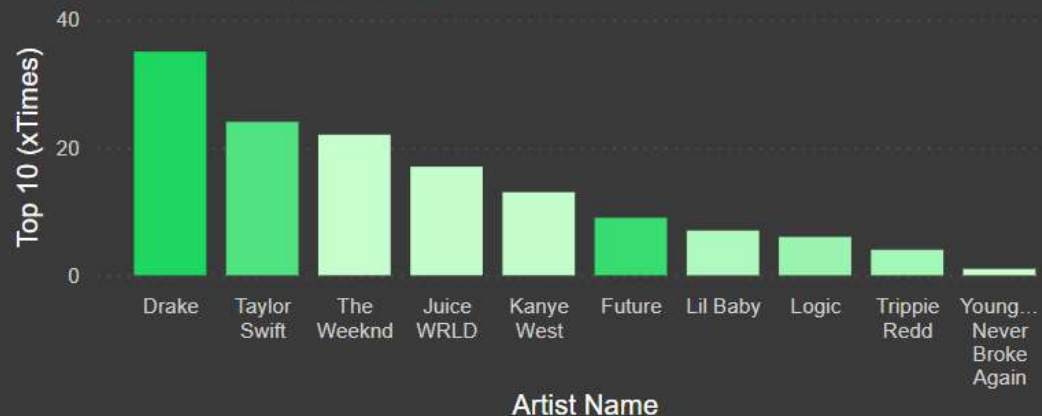 Top 10 (xTimes)
40
20
0
Drake
Taylor
Swift
The
Weeknd
Juice
WRLD
Kanye
West
Future
Lil Baby
Logic
Trippie
Redd
Young...
Never
Broke
Again
Artist Name